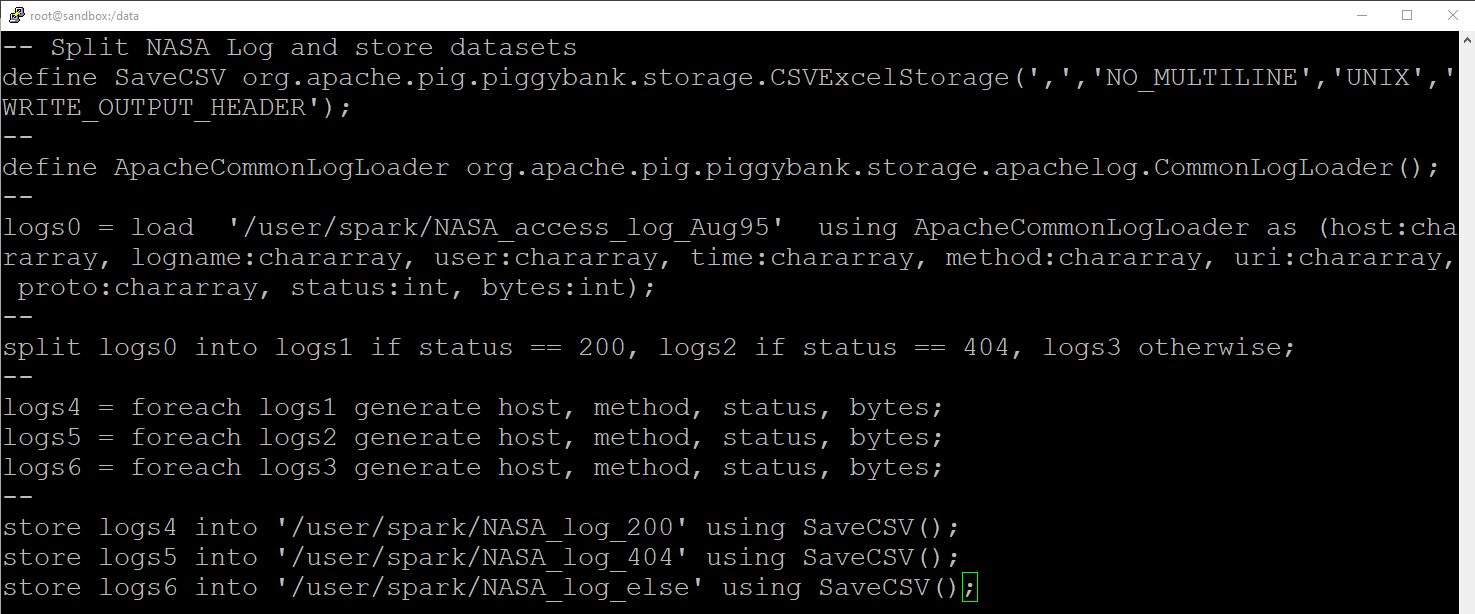 root@sandbox:/data
-- Split NASA Log and store datasets
define SaveCSV org.apache.pig.piggybank.storage.CSVExcelStorage(',','NO_MULTILINE','UNIX','
WRITE_OUTPUT_HEADER');
--
define ApacheCommonLogLoader org.apache.pig.piggybank.storage.apachelog.CommonLogLoader();
--
logs0 = load  '/user/spark/NASA_access_log_Aug95'  using ApacheCommonLogLoader as (host:cha
rarray, logname:chararray, user:chararray, time:chararray, method:chararray, uri:chararray,
 proto:chararray, status:int, bytes:int);
--
split logs0 into logs1 if status == 200, logs2 if status == 404, logs3 otherwise;
--
logs4 = foreach logs1 generate host, method, status, bytes;
logs5 = foreach logs2 generate host, method, status, bytes;
logs6 = foreach logs3 generate host, method, status, bytes;
--
store logs4 into '/user/spark/NASA_log_200' using SaveCSV();
store logs5 into '/user/spark/NASA_log_404' using SaveCSV();
store logs6 into '/user/spark/NASA_log_else' using SaveCSV();